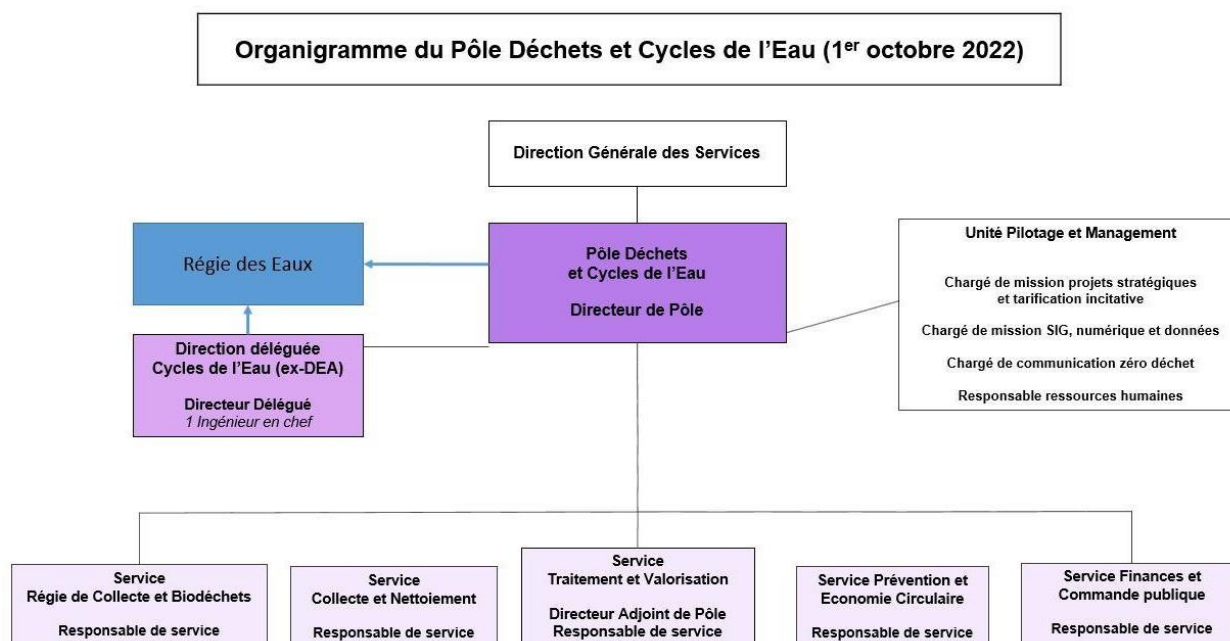 Organigramme du Pôle Déchets et Cycles de l’Eau (1er octobre 2022)
Direction Générale des Services
Régie des Eaux
Pôle Déchets
et Cycles de l’Eau
Directeur de Pôle
Unité Pilotage et Management
Chargé de mission projets stratégiques
et tarification incitative
Chargé de mission SIG, numérique et données
Chargé de communication zéro déchet
Responsable ressources humaines
Direction déléguée
Cycles de l’Eau (ex-DEA)
Directeur Délégué
1 Ingénieur en chef
Service
Régie de Collecte et Biodéchets
Responsable de service
Service
Collecte et Nettoiement
Responsable de service
Service
Traitement et Valorisation
Directeur Adjoint de Pôle
Responsable de service
Service Prévention et
Economie Circulaire
Responsable de service
Service Finances et
Commande publique
Responsable de service